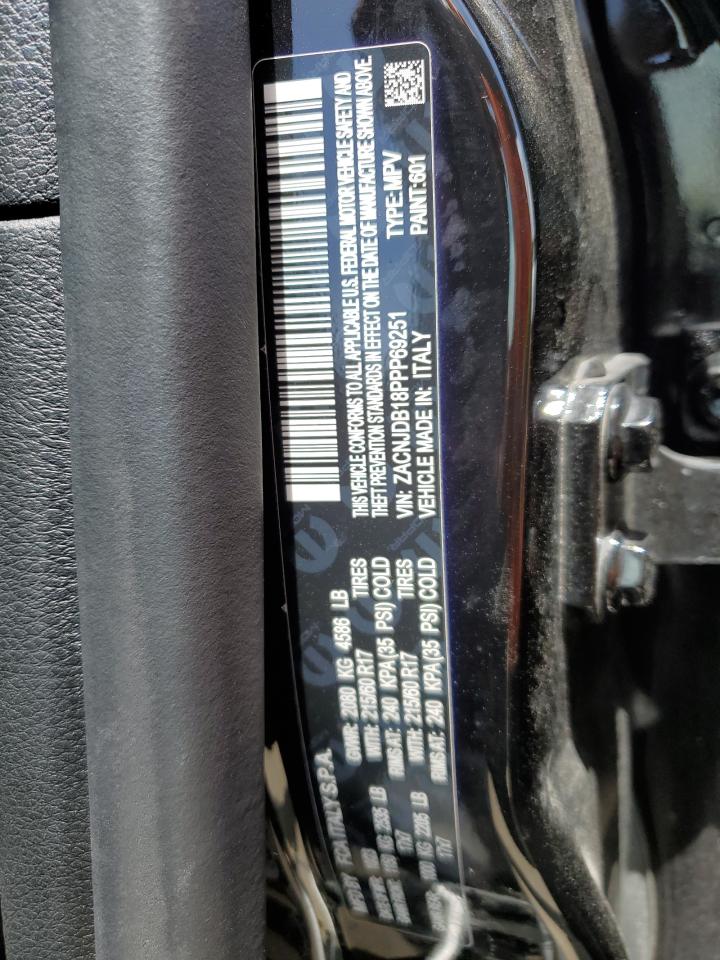 MFD BY FCA ITALY S.P.A.
GVWR: 2080 KG 4586 LB
WITH: 215/60 R17 TIRES
RIMS AT: 240 KPA(35 PSI) COLD
WITH: 215/60 R17 TIRES
RIMS AT: 240 KPA(35 PSI) COLD
THIS VEHICLE CONFORMS TO ALL APPLICABLE U.S. FEDERAL MOTOR VEHICLE SAFETY AND
THEFT PREVENTION STANDARDS IN EFFECT ON THE DATE OF MANUFACTURE SHOWN ABOVE.
VIN: ZACNJDB18PPP69251 TYPE: MPV
VEHICLE MADE IN: ITALY PAINT: 601